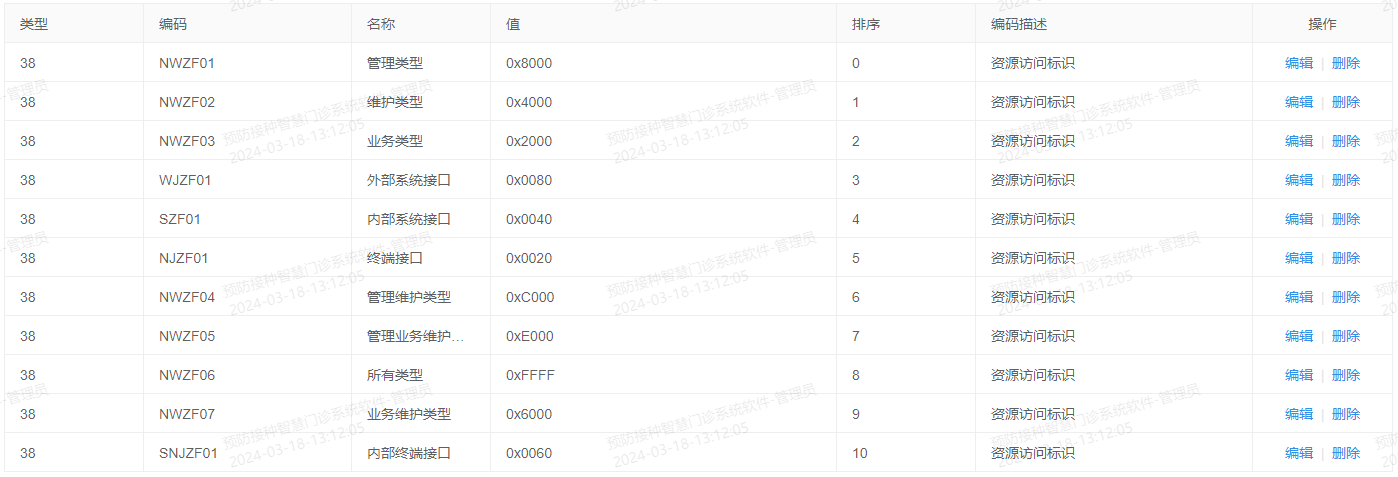 类型 编码 名称 值 排序 编码描述 操作
38 NWZF01 管理类型 0x8000 0 资源访问标识 编辑 | 删除
38 NWZF02 维护类型 0x4000 1 资源访问标识 编辑 | 删除
38 NWZF03 业务类型 0x2000 2 资源访问标识 编辑 | 删除
38 WJZF01 外部系统接口 0x0080 3 资源访问标识 编辑 | 删除
38 SZF01 内部系统接口 0x0040 4 资源访问标识 编辑 | 删除
38 NJZF01 终端接口 0x0020 5 资源访问标识 编辑 | 删除
38 NWZF04 管理维护类型 0xC000 6 资源访问标识 编辑 | 删除
38 NWZF05 管理业务维护... 0xE000 7 资源访问标识 编辑 | 删除
38 NWZF06 所有类型 0xFFFF 8 资源访问标识 编辑 | 删除
38 NWZF07 业务维护类型 0x6000 9 资源访问标识 编辑 | 删除
38 SNJZF01 内部终端接口 0x0060 10 资源访问标识 编辑 | 删除
预防接种智慧门诊系统软件-管理员
2024-03-18-13:12:05